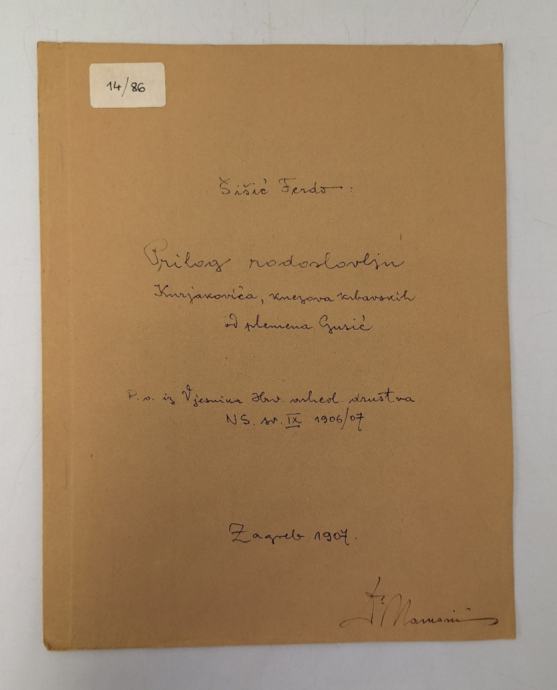 14/86
Šišić Ferdo:
Prilog rodoslovlju
Kurjakovića, knezova krbavskih
od plemena Gusić
P. o. iz Vjesnika Hrv. arheol. društva
NS. sv. IX 1906/07
Zagreb 1907.